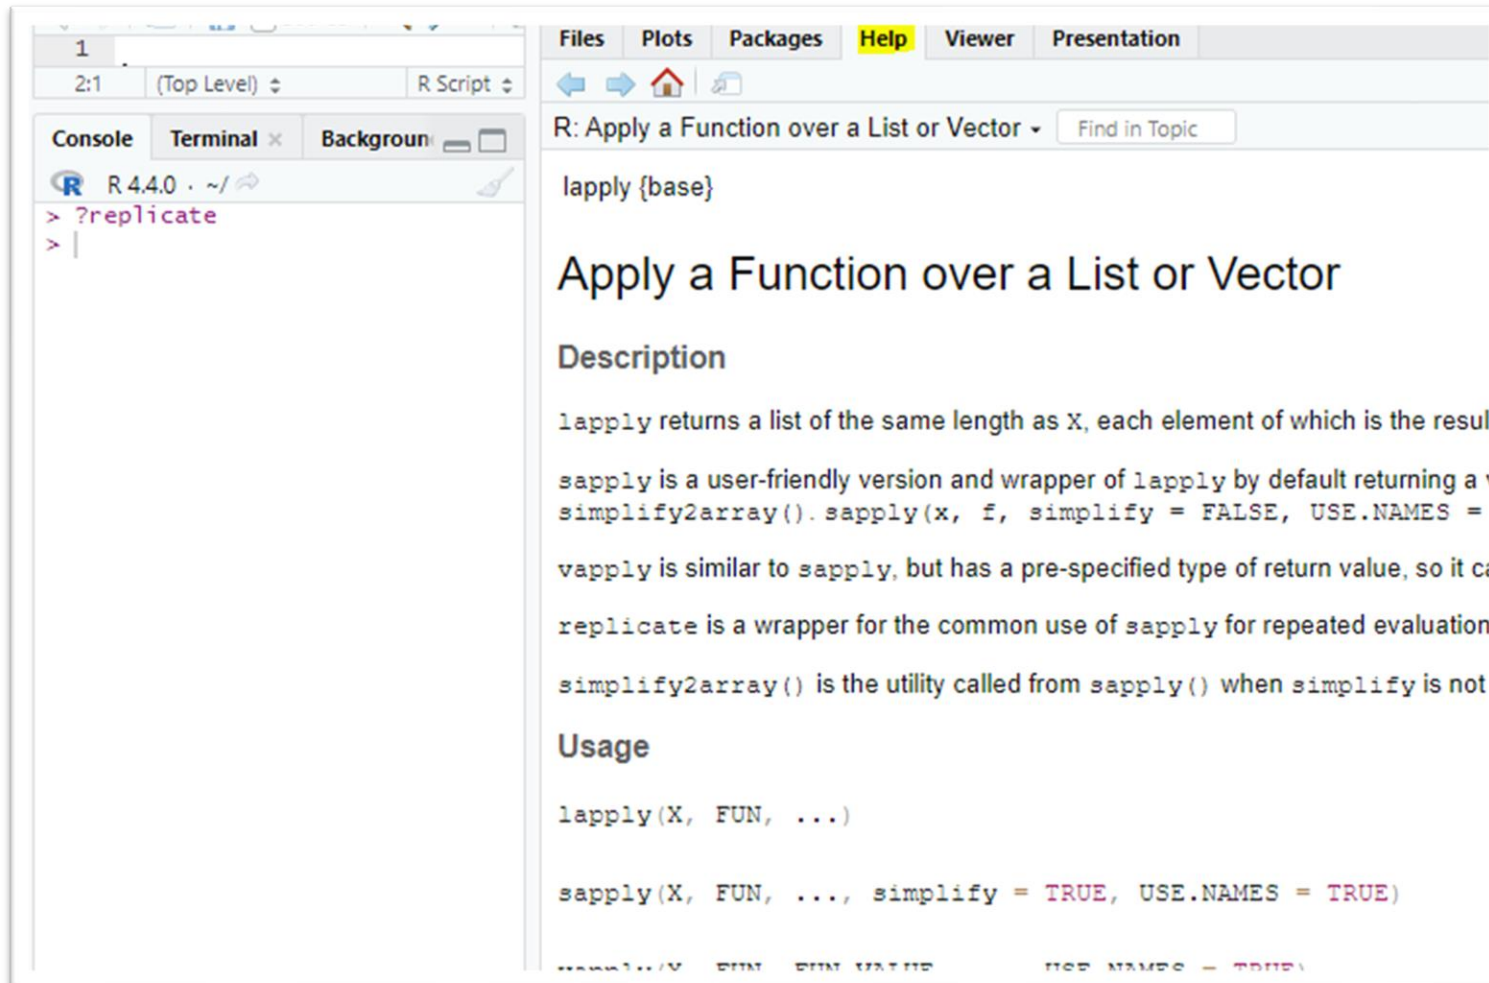 1
2:1 (Top Level) R Script
Console Terminal Backgroun
R R 4.4.0 · ~/
> ?replicate
>
Files Plots Packages Help Viewer Presentation
R: Apply a Function over a List or Vector Find in Topic
lapply {base}
Apply a Function over a List or Vector
Description
lapply returns a list of the same length as X, each element of which is the resul
sapply is a user-friendly version and wrapper of lapply by default returning a
simplify2array(). sapply(x, f, simplify = FALSE, USE.NAMES =
vapply is similar to sapply, but has a pre-specified type of return value, so it ca
replicate is a wrapper for the common use of sapply for repeated evaluation
simplify2array() is the utility called from sapply() when simplify is not
Usage
lapply(X, FUN, ...)
sapply(X, FUN, ..., simplify = TRUE, USE.NAMES = TRUE)